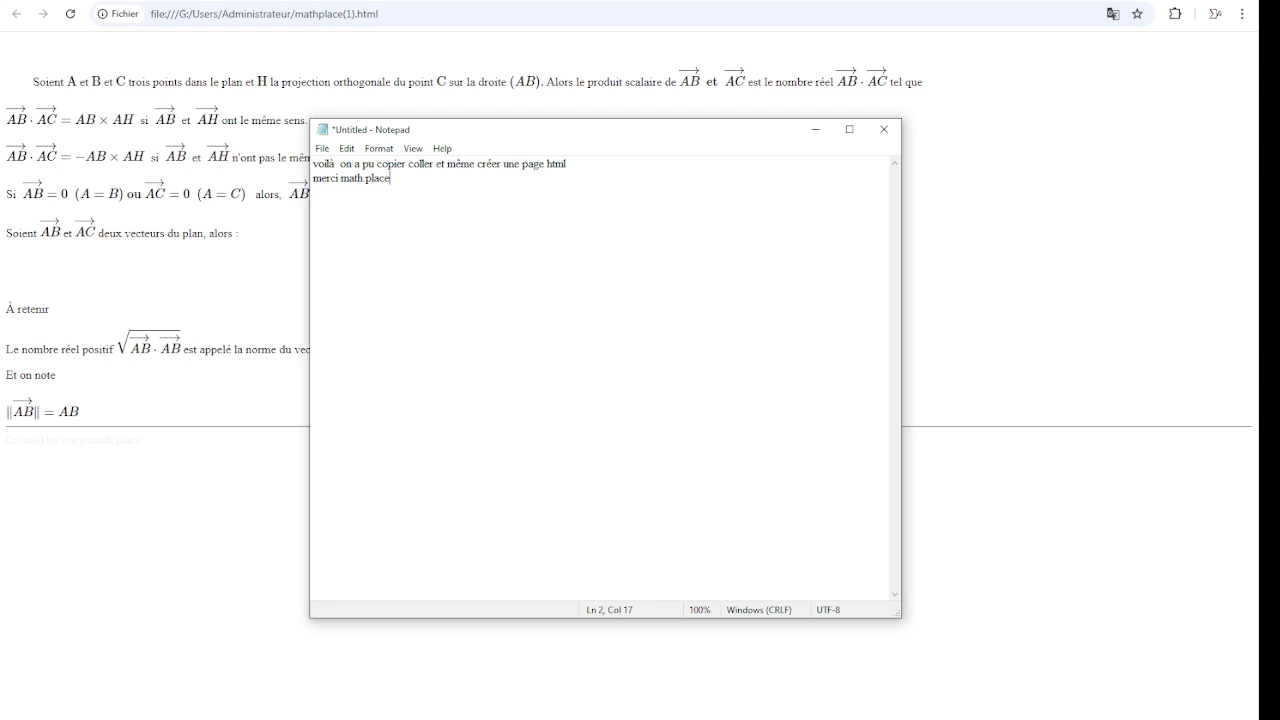 Fichier file:///G:/Users/Administrateur/mathplace(1).html
Soient A et B et C trois points dans le plan et H la projection orthogonale du point C sur la droite (AB). Alors le produit scalaire de AB et AC est le nombre réel AB · AC tel que
AB · AC = AB × AH si AB et AH ont le même sens.
AB · AC = −AB × AH si AB et AH n'ont pas le
Si AB = 0 (A = B) ou AC = 0 (A = C) alors, AB
Soient AB et AC deux vecteurs du plan, alors :
À retenir
Le nombre réel positif √AB · AB est appelé la norme du
Et on note
‖AB‖ = AB
Created by www.math.place
*Untitled - Notepad
File Edit Format View Help
voilà on a pu copier coller et même créer une page html
merci math.place
Ln 2, Col 17 100% Windows (CRLF) UTF-8